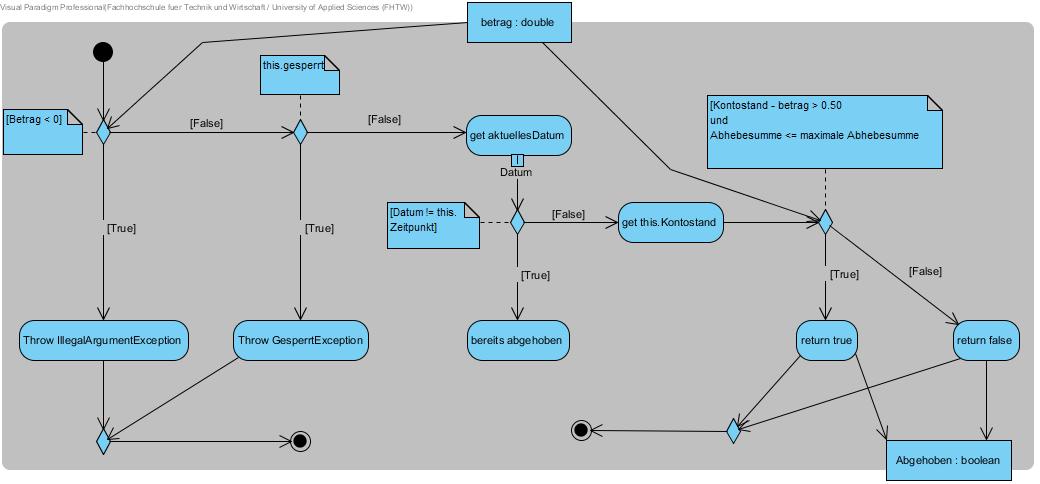 Visual Paradigm Professional(Fachhochschule fuer Technik und Wirtschaft / University of Applied Sciences (FHTW))
betrag : double
this.gesperrt
[Betrag < 0]
[False]
[False]
get aktuellesDatum
Datum
[Kontostand - betrag > 0.50
und
Abhebesumme <= maximale Abhebesumme
[Datum != this.
Zeitpunkt]
[False]
get this.Kontostand
[True]
[True]
[True]
[True]
[False]
Throw IllegalArgumentException
Throw GesperrtException
bereits abgehoben
return true
return false
Abgehoben : boolean